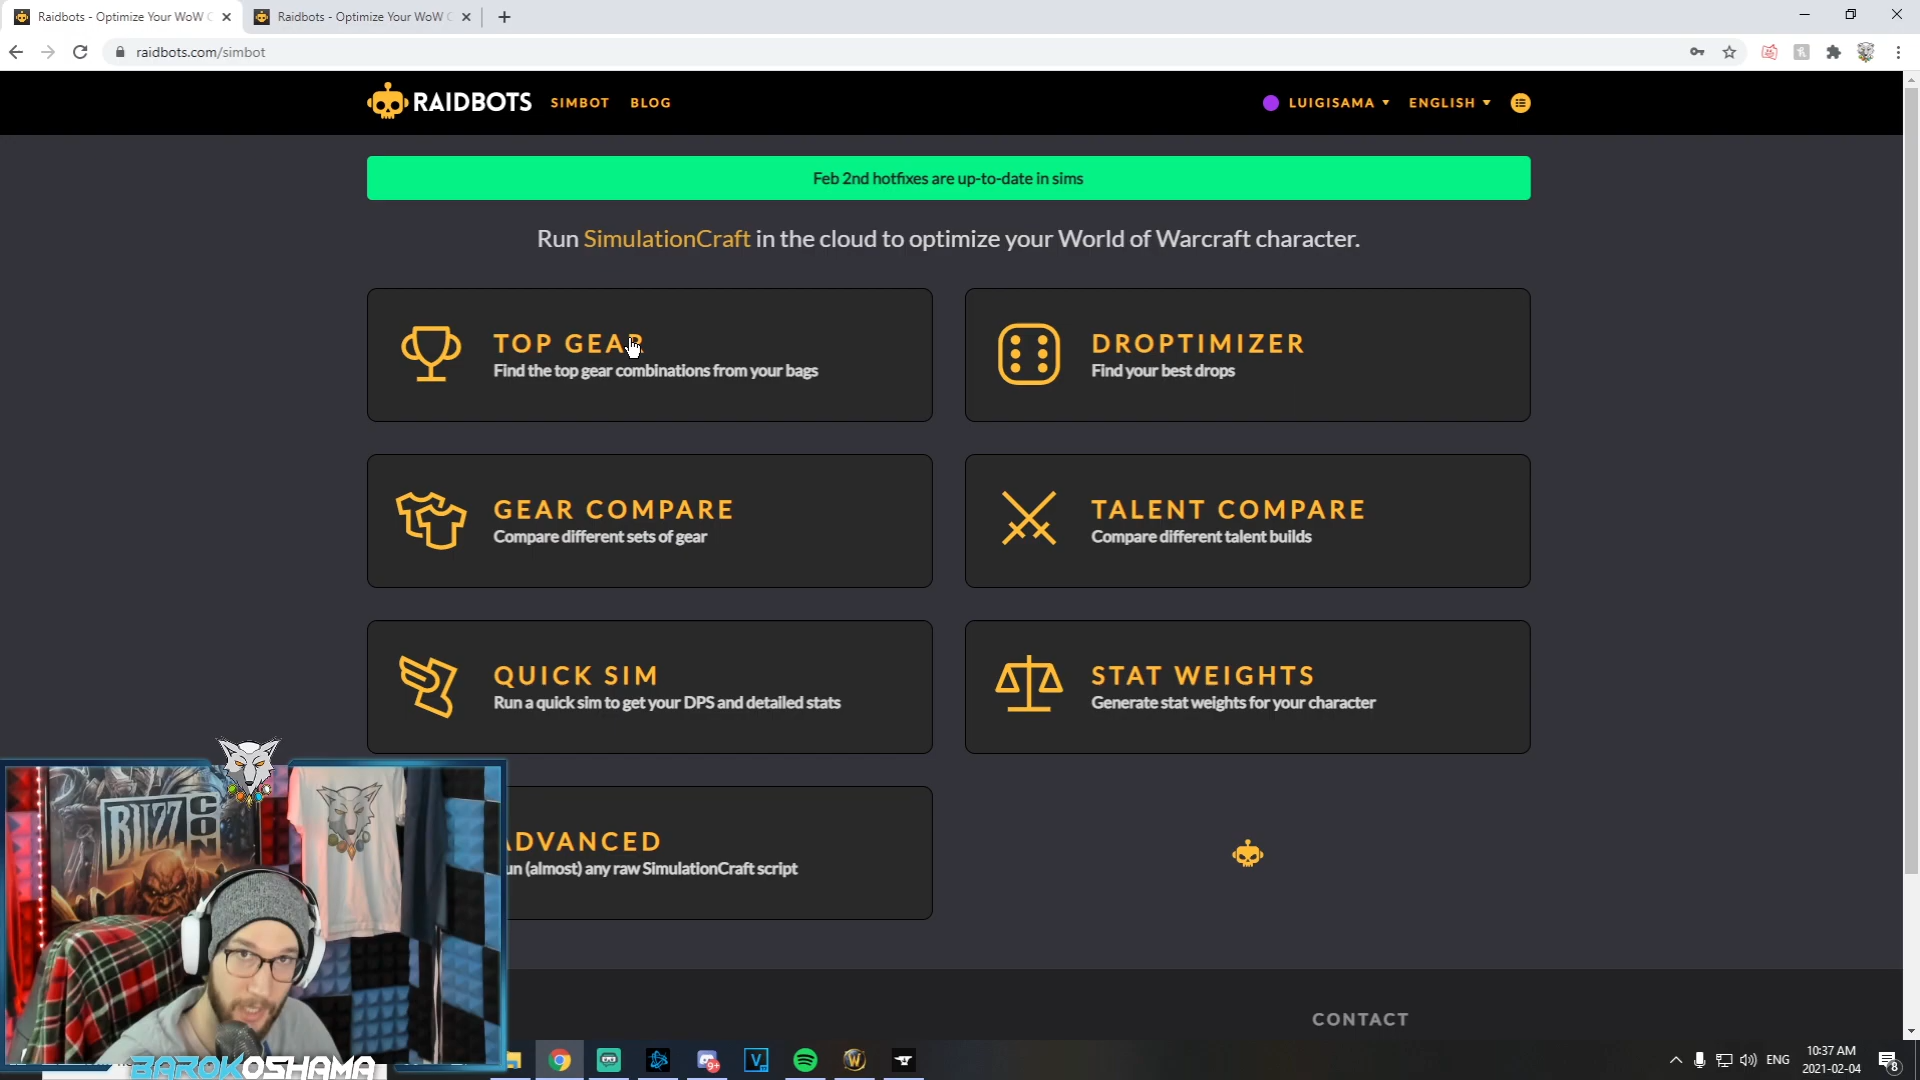 Raidbots - Optimize Your WoW C
Raidbots - Optimize Your WoW C
raidbots.com/simbot
RAIDBOTS
SIMBOT
BLOG
LUIGISAMA
ENGLISH
Feb 2nd hotfixes are up-to-date in sims
Run SimulationCraft in the cloud to optimize your World of Warcraft character.
TOP GEAR
Find the top gear combinations from your bags
DROPTIMIZER
Find your best drops
GEAR COMPARE
Compare different sets of gear
TALENT COMPARE
Compare different talent builds
QUICK SIM
Run a quick sim to get your DPS and detailed stats
STAT WEIGHTS
Generate stat weights for your character
ADVANCED
un (almost) any raw SimulationCraft script
BLIZZ
CON
CONTACT
BAROKOSHAMA
9+
V
W
ENG
10:37 AM
2021-02-04
8